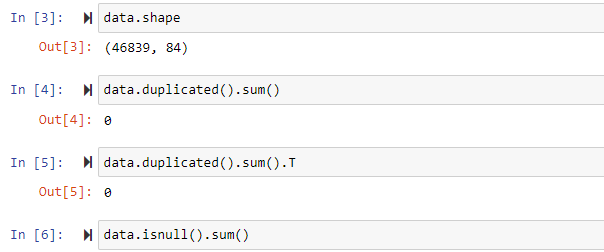 In [3]: data.shape
Out[3]: (46839, 84)
In [4]: data.duplicated().sum()
Out[4]: 0
In [5]: data.duplicated().sum().T
Out[5]: 0
In [6]: data.isnull().sum()